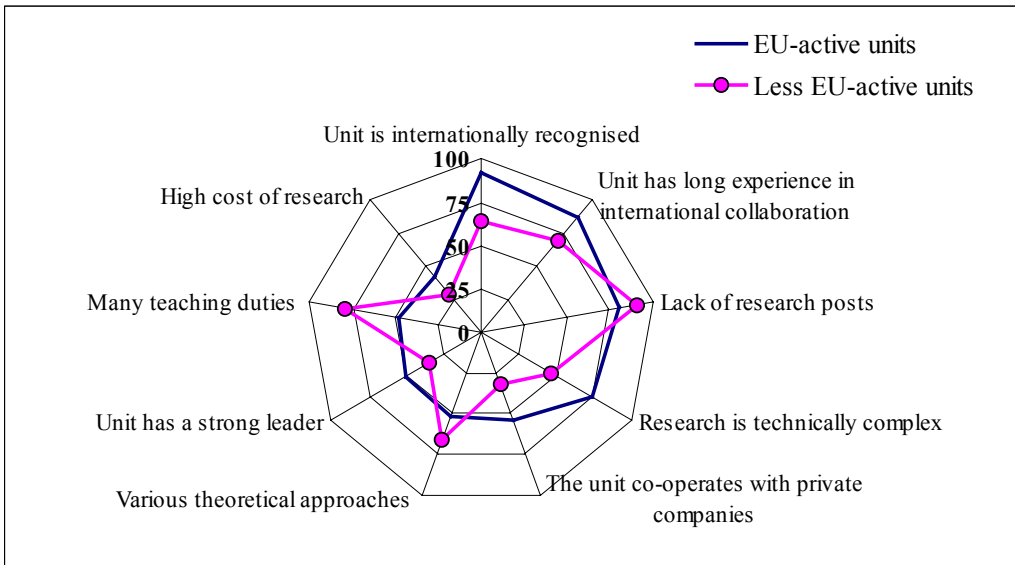 EU-active units
Less EU-active units
Unit is internationally recognised
100
Unit has long experience in
international collaboration
High cost of research
75
50
25
0
Many teaching duties
Lack of research posts
Unit has a strong leader
Research is technically complex
Various theoretical approaches
The unit co-operates with private
companies